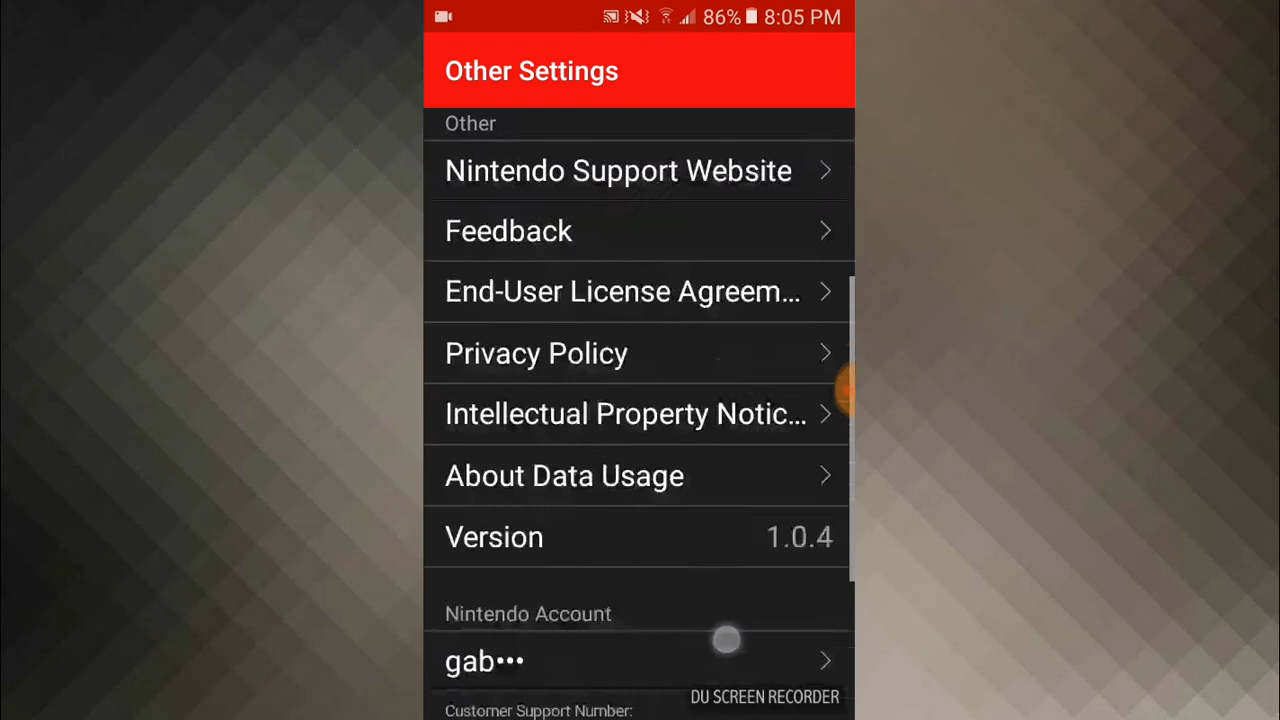 86% 8:05 PM
Other Settings
Other
Nintendo Support Website
Feedback
End-User License Agreem...
Privacy Policy
Intellectual Property Notic...
About Data Usage
Version 1.0.4
Nintendo Account
gab•••
DU SCREEN RECORDER
Customer Support Number: